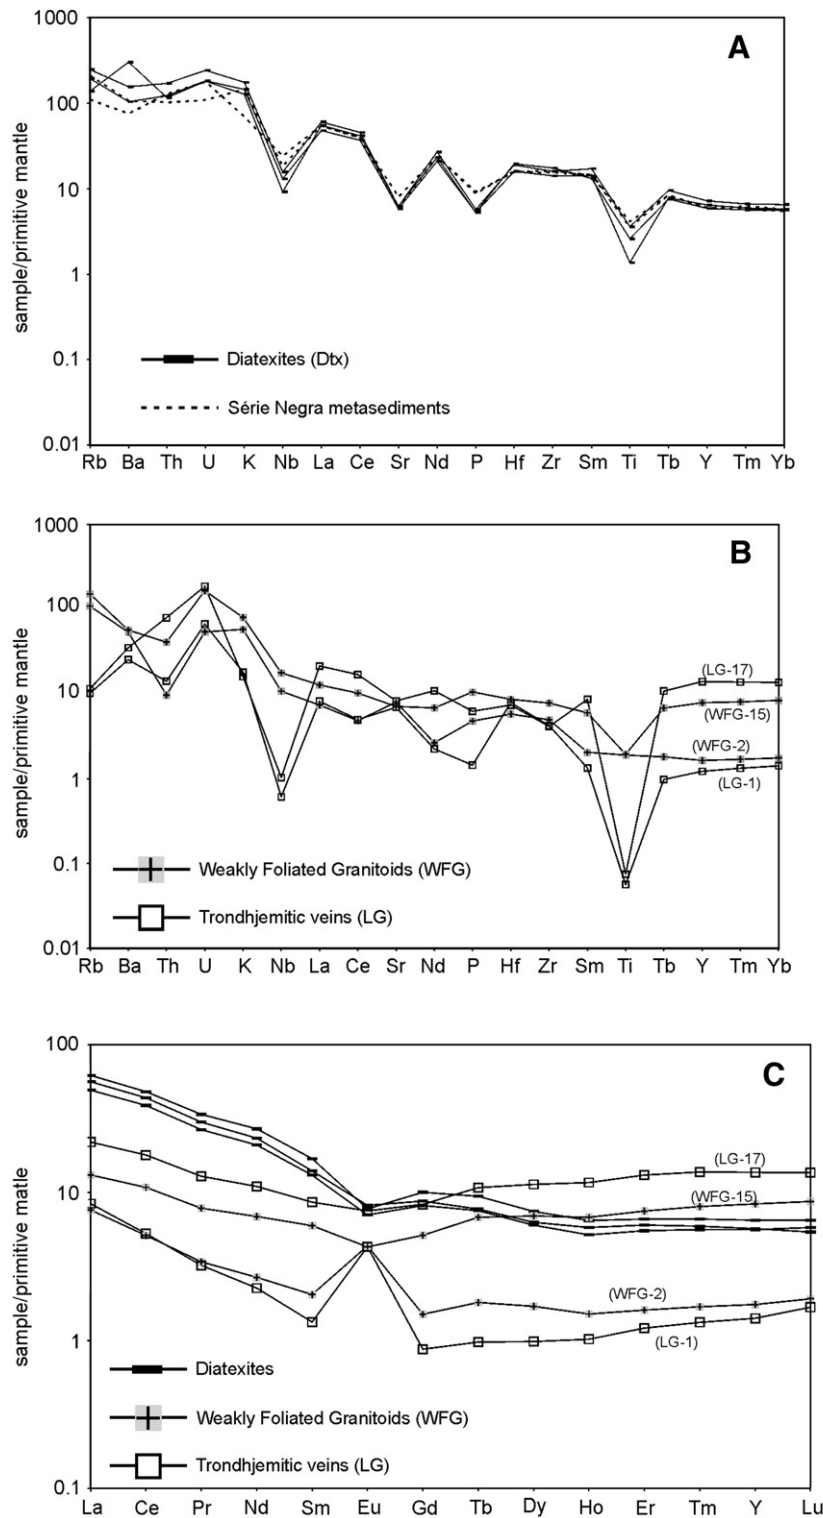 1000
A
100
10
1
0.1
0.01
sample/primitive mantle
Diatexites (Dtx)
Série Negra metasediments
Rb Ba Th U K Nb La Ce Sr Nd P Hf Zr Sm Ti Tb Y Tm Yb
1000
B
100
10
1
0.1
0.01
sample/primitive mantle
(LG-17)
(WFG-15)
(WFG-2)
(LG-1)
Weakly Foliated Granitoids (WFG)
Trondhjemitic veins (LG)
Rb Ba Th U K Nb La Ce Sr Nd P Hf Zr Sm Ti Tb Y Tm Yb
100
C
10
1
0.1
sample/primitive matle
(LG-17)
(WFG-15)
(WFG-2)
(LG-1)
Diatexites
Weakly Foliated Granitoids (WFG)
Trondhjemitic veins (LG)
La Ce Pr Nd Sm Eu Gd Tb Dy Ho Er Tm Y Lu